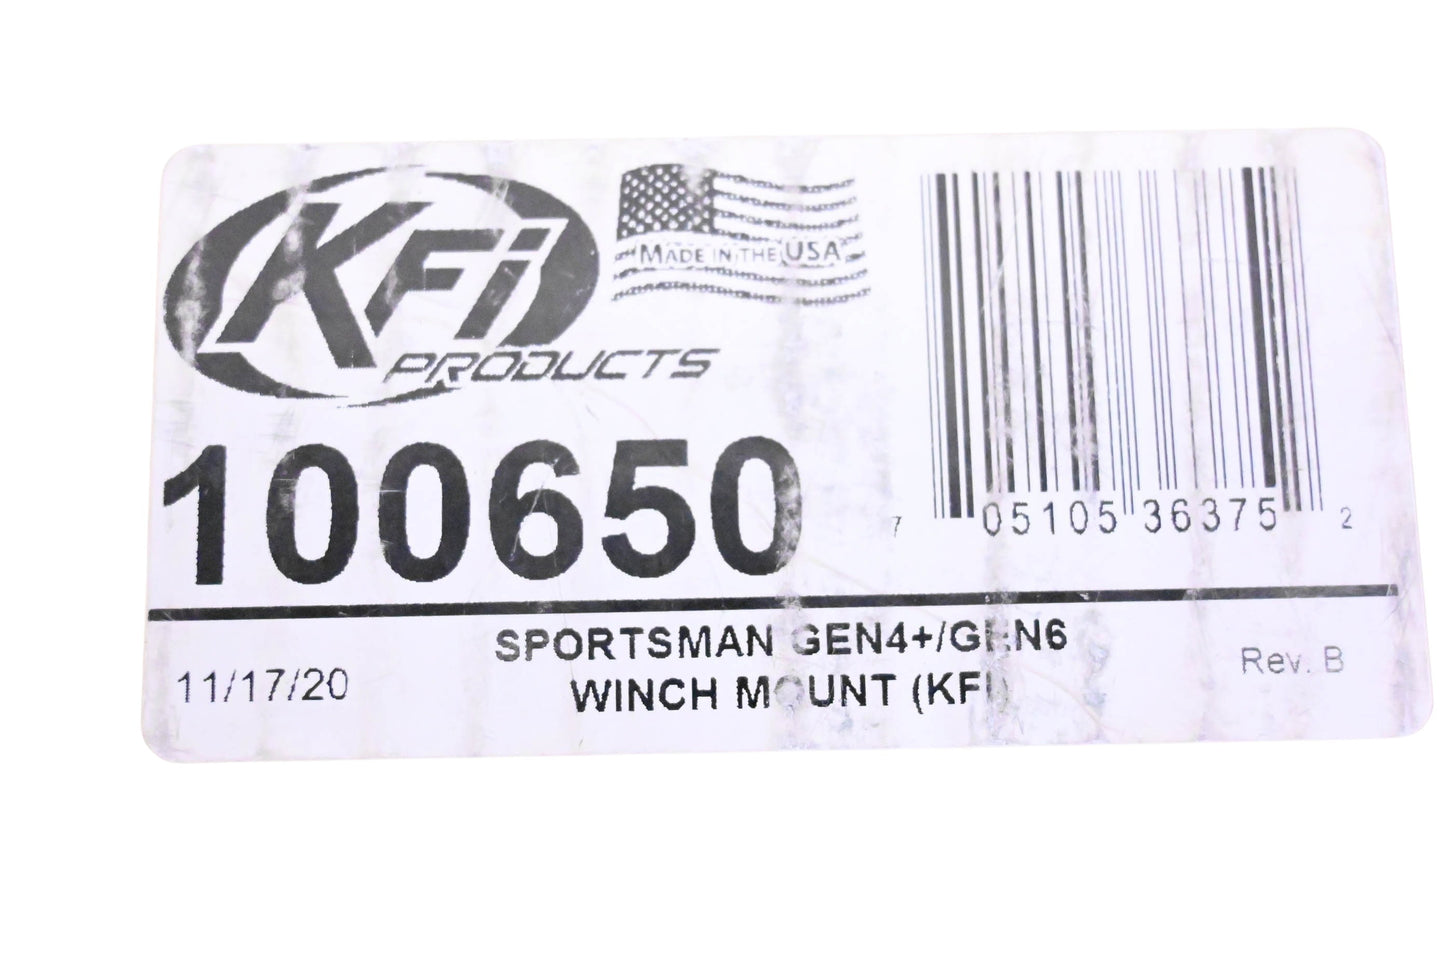 KFi
PRODUCTS
MADE IN THE USA
100650
7 05105 36375 2
SPORTSMAN GEN4+/GEN6
WINCH MOUNT (KFI)
11/17/20
Rev. B